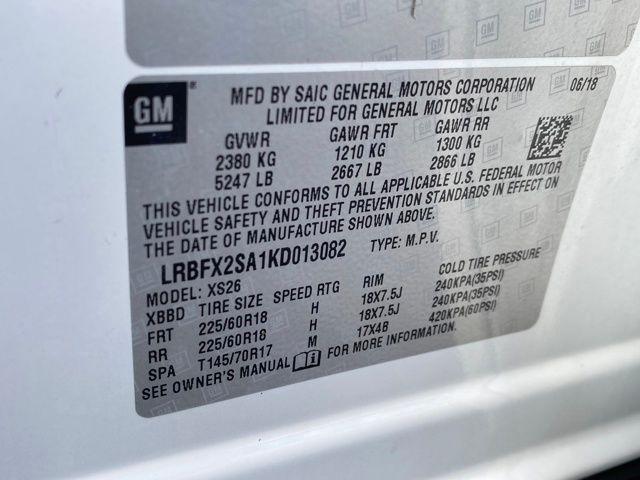 GM
MFD BY SAIC GENERAL MOTORS CORPORATION 06/18
LIMITED FOR GENERAL MOTORS LLC
GVWR GAWR FRT GAWR RR
2380 KG 1210 KG 1300 KG
5247 LB 2667 LB 2866 LB
THIS VEHICLE CONFORMS TO ALL APPLICABLE U.S. FEDERAL MOTOR
VEHICLE SAFETY AND THEFT PREVENTION STANDARDS IN EFFECT ON
THE DATE OF MANUFACTURE SHOWN ABOVE.
LRBFX2SA1KD013082 TYPE: M.P.V.
MODEL: XS26
XBBD TIRE SIZE SPEED RTG RIM COLD TIRE PRESSURE
FRT 225/60R18 H 18X7.5J 240KPA(35PSI)
RR 225/60R18 H 18X7.5J 240KPA(35PSI)
SPA T145/70R17 M 17X4B 420KPA(60PSI)
SEE OWNER'S MANUAL FOR MORE INFORMATION.